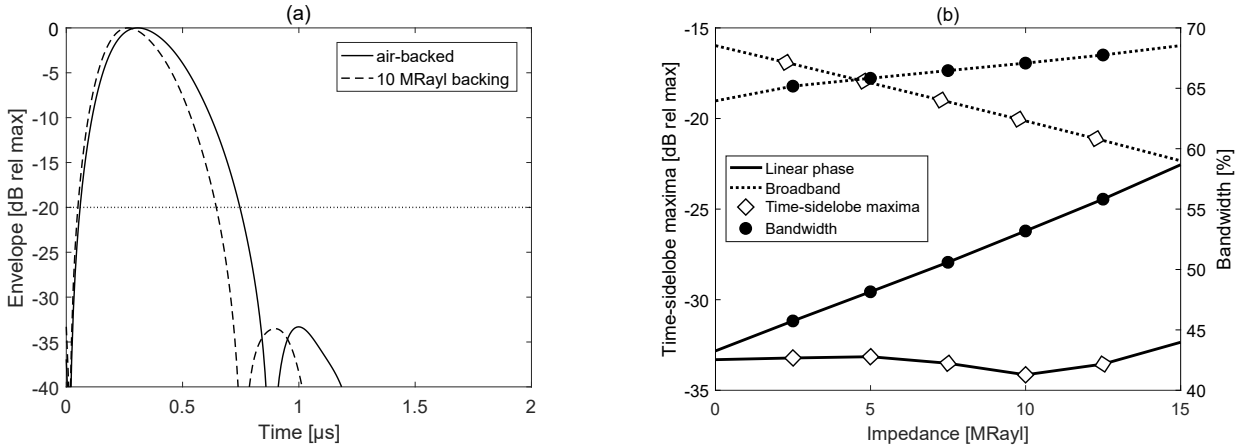 (a)
Envelope [dB rel max]
0
-5
-10
-15
-20
-25
-30
-35
-40
air-backed
10 MRayl backing
0 0.5 1 1.5 2
Time [µs]
(b)
Time-sidelobe maxima [dB rel max]
-15
-20
-25
-30
-35
Linear phase
Broadband
Time-sidelobe maxima
Bandwidth
70
65
60
55
50
45
40
Bandwidth [%]
0 5 10 15
Impedance [MRayl]